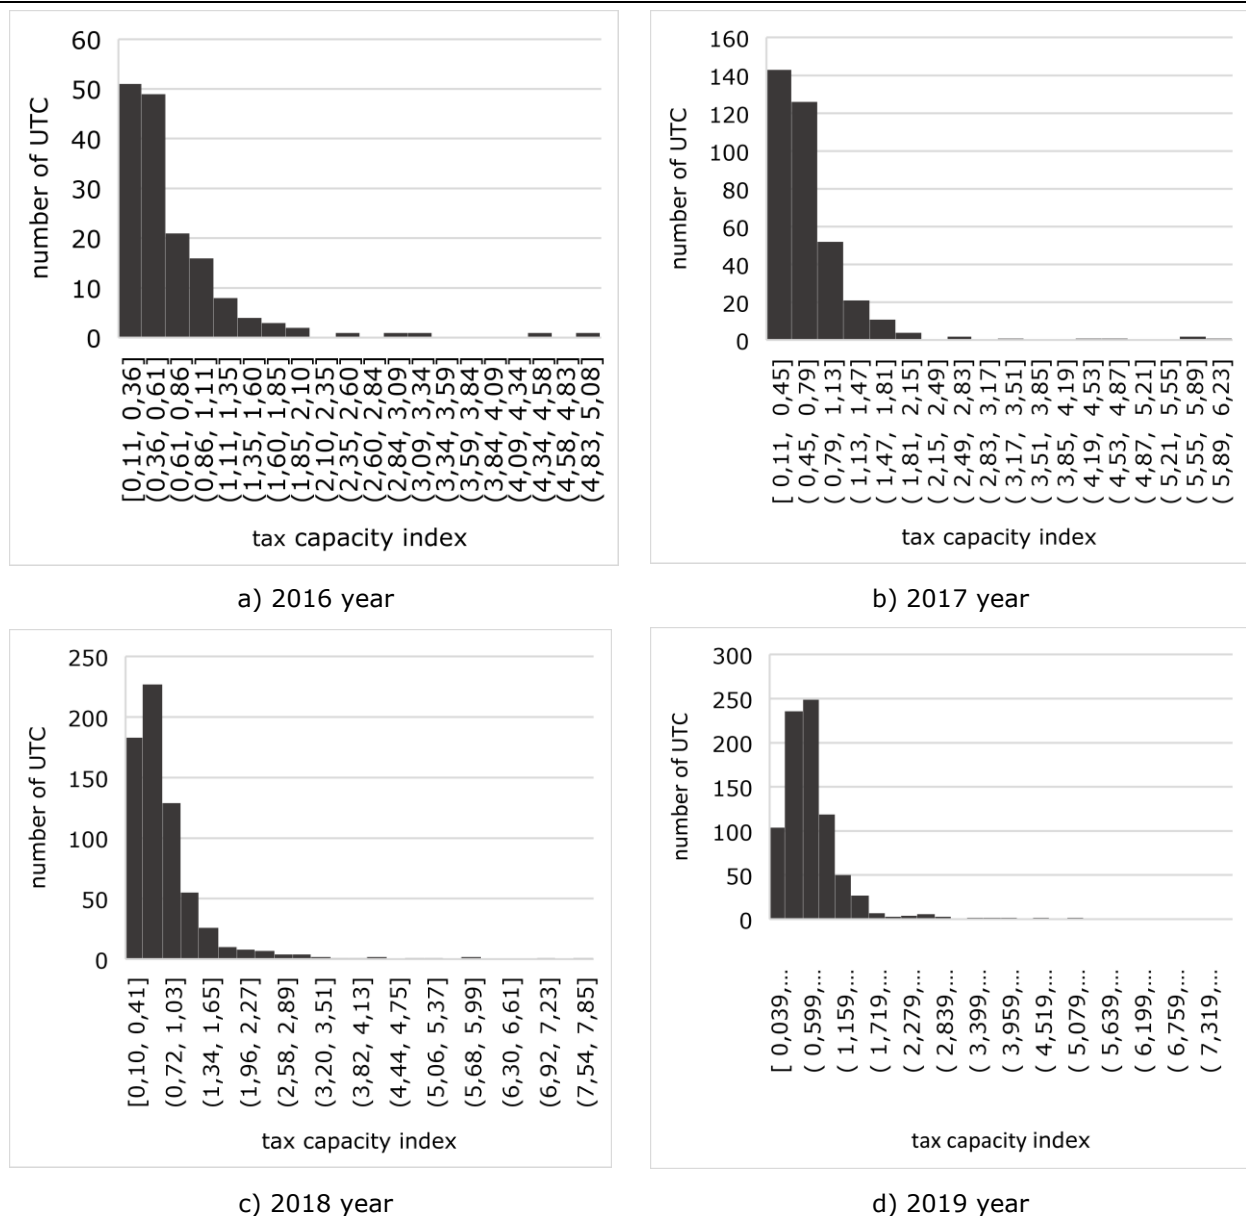 60
50
40
30
20
10
0
number of UTC
[0,11, 0,36]
(0,36, 0,61]
(0,61, 0,86]
(0,86, 1,11]
(1,11, 1,35]
(1,35, 1,60]
(1,60, 1,85]
(1,85, 2,10]
(2,10, 2,35]
(2,35, 2,60]
(2,60, 2,84]
(2,84, 3,09]
(3,09, 3,34]
(3,34, 3,59]
(3,59, 3,84]
(3,84, 4,09]
(4,09, 4,34]
(4,34, 4,58]
(4,58, 4,83]
(4,83, 5,08]
tax capacity index
a) 2016 year
160
140
120
100
80
60
40
20
0
number of UTC
[ 0,11, 0,45]
( 0,45, 0,79]
( 0,79, 1,13]
( 1,13, 1,47]
( 1,47, 1,81]
( 1,81, 2,15]
( 2,15, 2,49]
( 2,49, 2,83]
( 2,83, 3,17]
( 3,17, 3,51]
( 3,51, 3,85]
( 3,85, 4,19]
( 4,19, 4,53]
( 4,53, 4,87]
( 4,87, 5,21]
( 5,21, 5,55]
( 5,55, 5,89]
( 5,89, 6,23]
tax capacity index
b) 2017 year
250
200
150
100
50
0
number of UTC
[0,10, 0,41]
(0,72, 1,03]
(1,34, 1,65]
(1,96, 2,27]
(2,58, 2,89]
(3,20, 3,51]
(3,82, 4,13]
(4,44, 4,75]
(5,06, 5,37]
(5,68, 5,99]
(6,30, 6,61]
(6,92, 7,23]
(7,54, 7,85]
tax capacity index
c) 2018 year
300
250
200
150
100
50
0
number of UTC
[ 0,039,...
( 0,599,...
( 1,159,...
( 1,719,...
( 2,279,...
( 2,839,...
( 3,399,...
( 3,959,...
( 4,519,...
( 5,079,...
( 5,639,...
( 6,199,...
( 6,759,...
( 7,319,...
tax capacity index
d) 2019 year